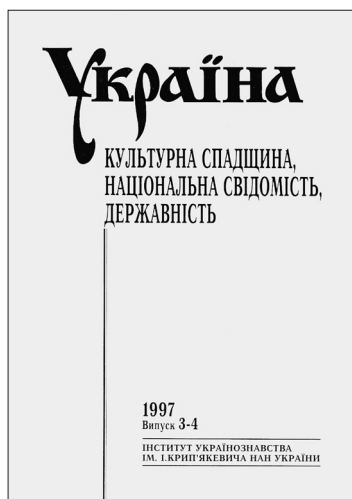 Україна
КУЛЬТУРНА СПАДЩИНА,
НАЦІОНАЛЬНА СВІДОМІСТЬ,
ДЕРЖАВНІСТЬ
1997
Випуск 3-4
ІНСТИТУТ УКРАЇНОЗНАВСТВА
ІМ. І.КРИП'ЯКЕВИЧА НАН УКРАЇНИ